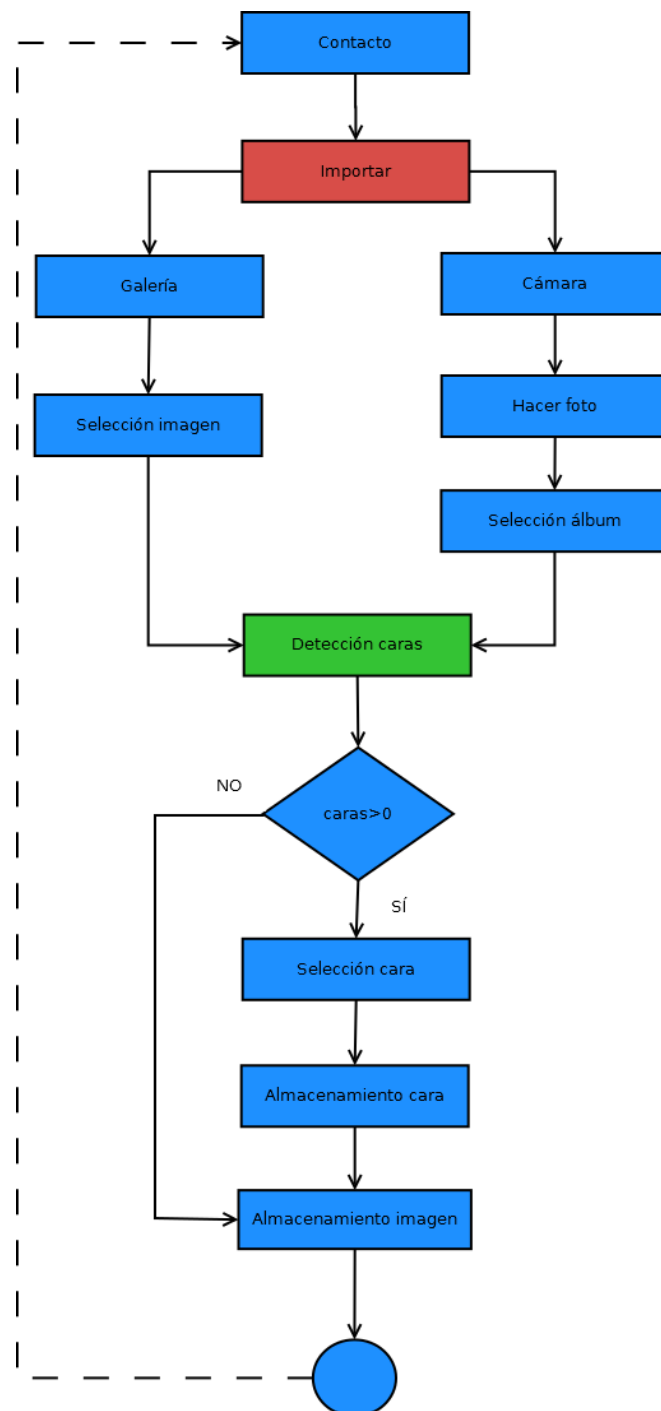 Contacto
Importar
Galería
Cámara
Selección imagen
Hacer foto
Selección álbum
Detección caras
NO
caras>0
SÍ
Selección cara
Almacenamiento cara
Almacenamiento imagen